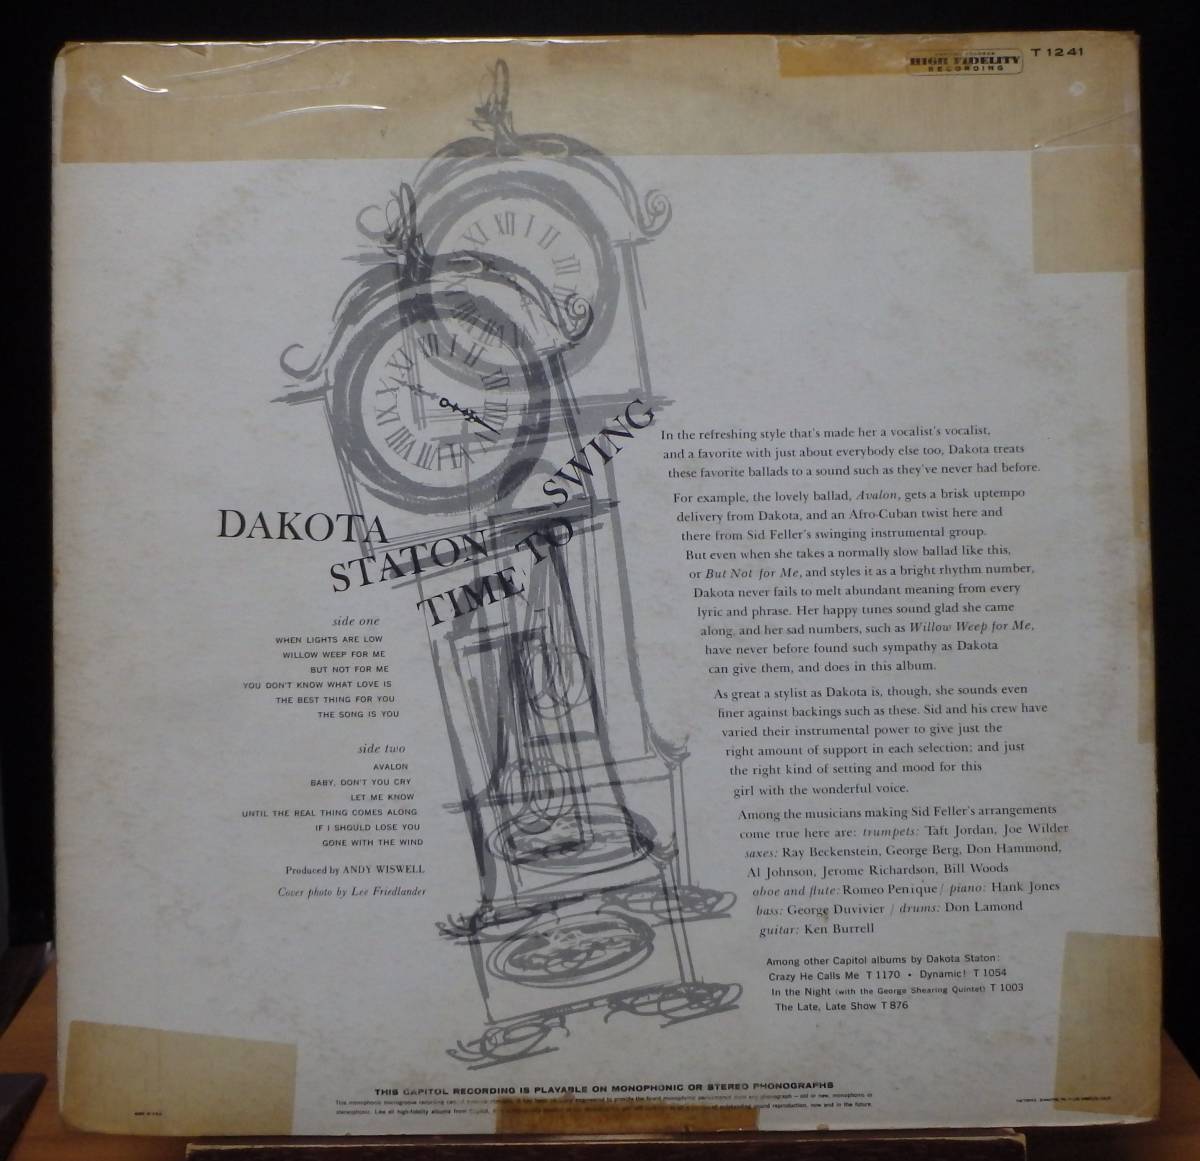 HIGH FIDELITY
RECORDING
T 1241
DAKOTA
STATON
TIME TO SWING
side one
WHEN LIGHTS ARE LOW
WILLOW WEEP FOR ME
BUT NOT FOR ME
YOU DON'T KNOW WHAT LOVE IS
THE BEST THING FOR YOU
THE SONG IS YOU
side two
AVALON
BABY, DON'T YOU CRY
LET ME KNOW
UNTIL THE REAL THING COMES ALONG
IF I SHOULD LOSE YOU
GONE WITH THE WIND
Produced by ANDY WISWELL
Cover photo by Lee Friedlander
In the refreshing style that's made her a vocalist's vocalist,
and a favorite with just about everybody else too, Dakota treats
these favorite ballads to a sound such as they've never had before.
For example, the lovely ballad, Avalon, gets a brisk uptempo
delivery from Dakota, and an Afro-Cuban twist here and
there from Sid Feller's swinging instrumental group.
But even when she takes a normally slow ballad like this,
or But Not for Me, and styles it as a bright rhythm number,
Dakota never fails to melt abundant meaning from every
lyric and phrase. Her happy tunes sound glad she came
along, and her sad numbers, such as Willow Weep for Me,
have never before found such sympathy as Dakota
can give them, and does in this album.
As great a stylist as Dakota is, though, she sounds even
finer against backings such as these. Sid and his crew have
varied their instrumental power to give just the
right amount of support in each selection; and just
the right kind of setting and mood for this
girl with the wonderful voice.
Among the musicians making Sid Feller's arrangements
come true here are: trumpets: Taft Jordan, Joe Wilder
saxes: Ray Beckenstein, George Berg, Don Hammond,
Al Johnson, Jerome Richardson, Bill Woods
oboe and flute: Romeo Penique / piano: Hank Jones
bass: George Duvivier / drums: Don Lamond
guitar: Ken Burrell
Among other Capitol albums by Dakota Staton:
Crazy He Calls Me T 1170 • Dynamic! T 1054
In the Night (with the George Shearing Quintet) T 1003
The Late, Late Show T 876
THIS CAPITOL RECORDING IS PLAYABLE ON MONOPHONIC OR STEREO PHONOGRAPHS